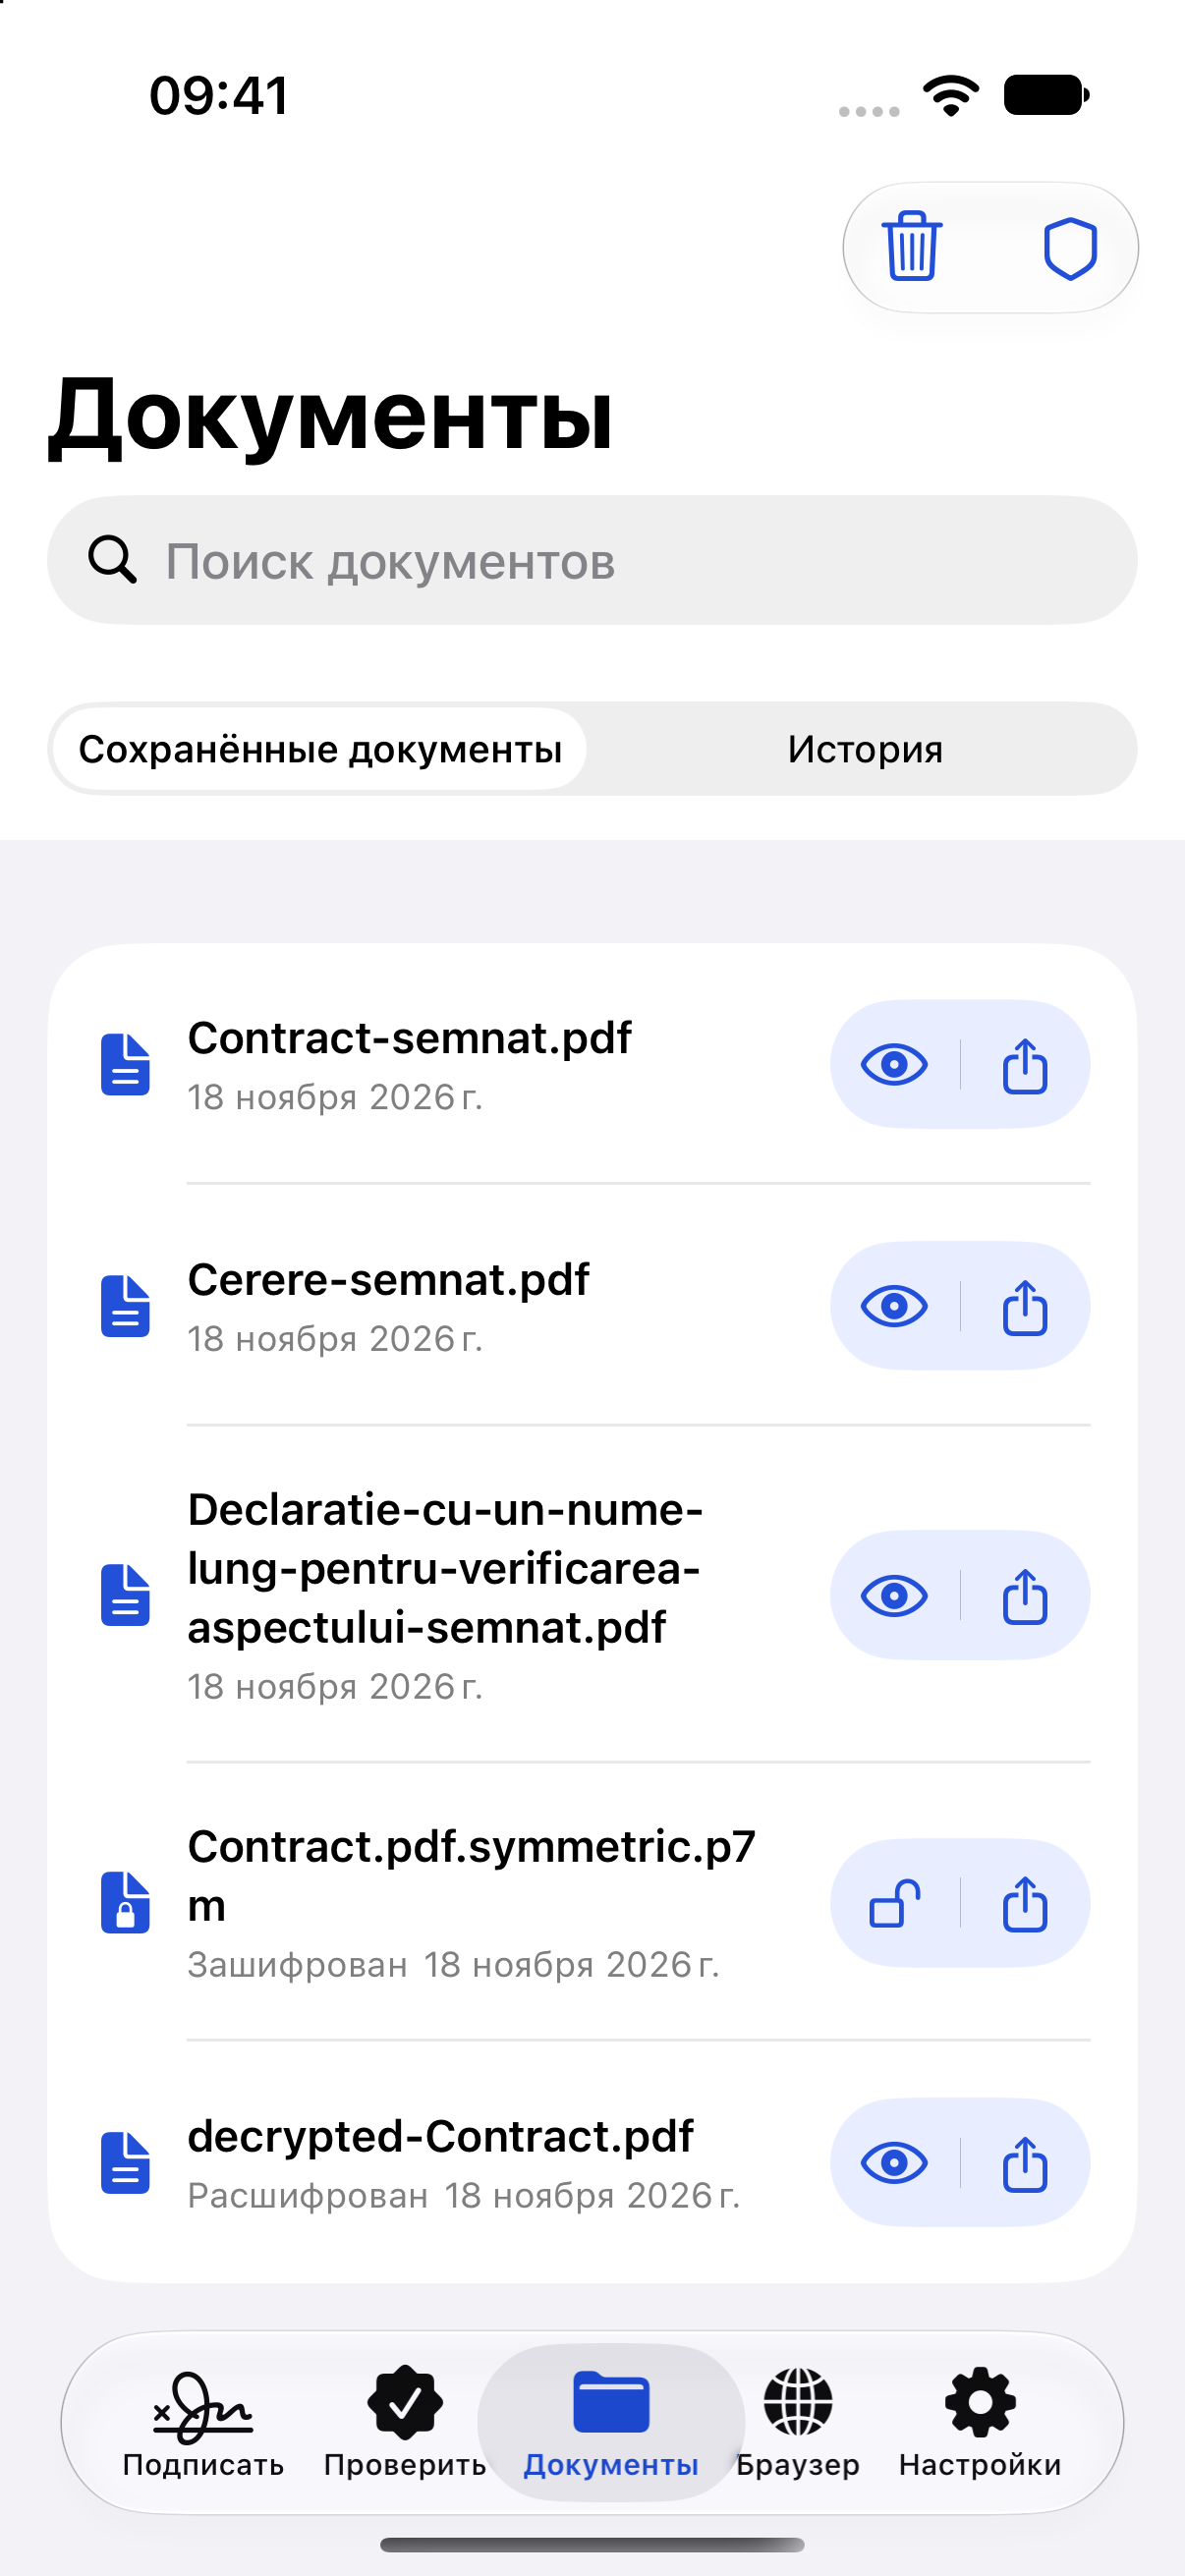 09:41
Документы
Поиск документов
Сохранённые документы
История
Contract-semnat.pdf
18 ноября 2026 г.
Cerere-semnat.pdf
18 ноября 2026 г.
Declaratie-cu-un-nume-
lung-pentru-verificarea-
aspectului-semnat.pdf
18 ноября 2026 г.
Contract.pdf.symmetric.p7
m
Зашифрован 18 ноября 2026 г.
decrypted-Contract.pdf
Расшифрован 18 ноября 2026 г.
Подписать
Проверить
Документы
Браузер
Настройки